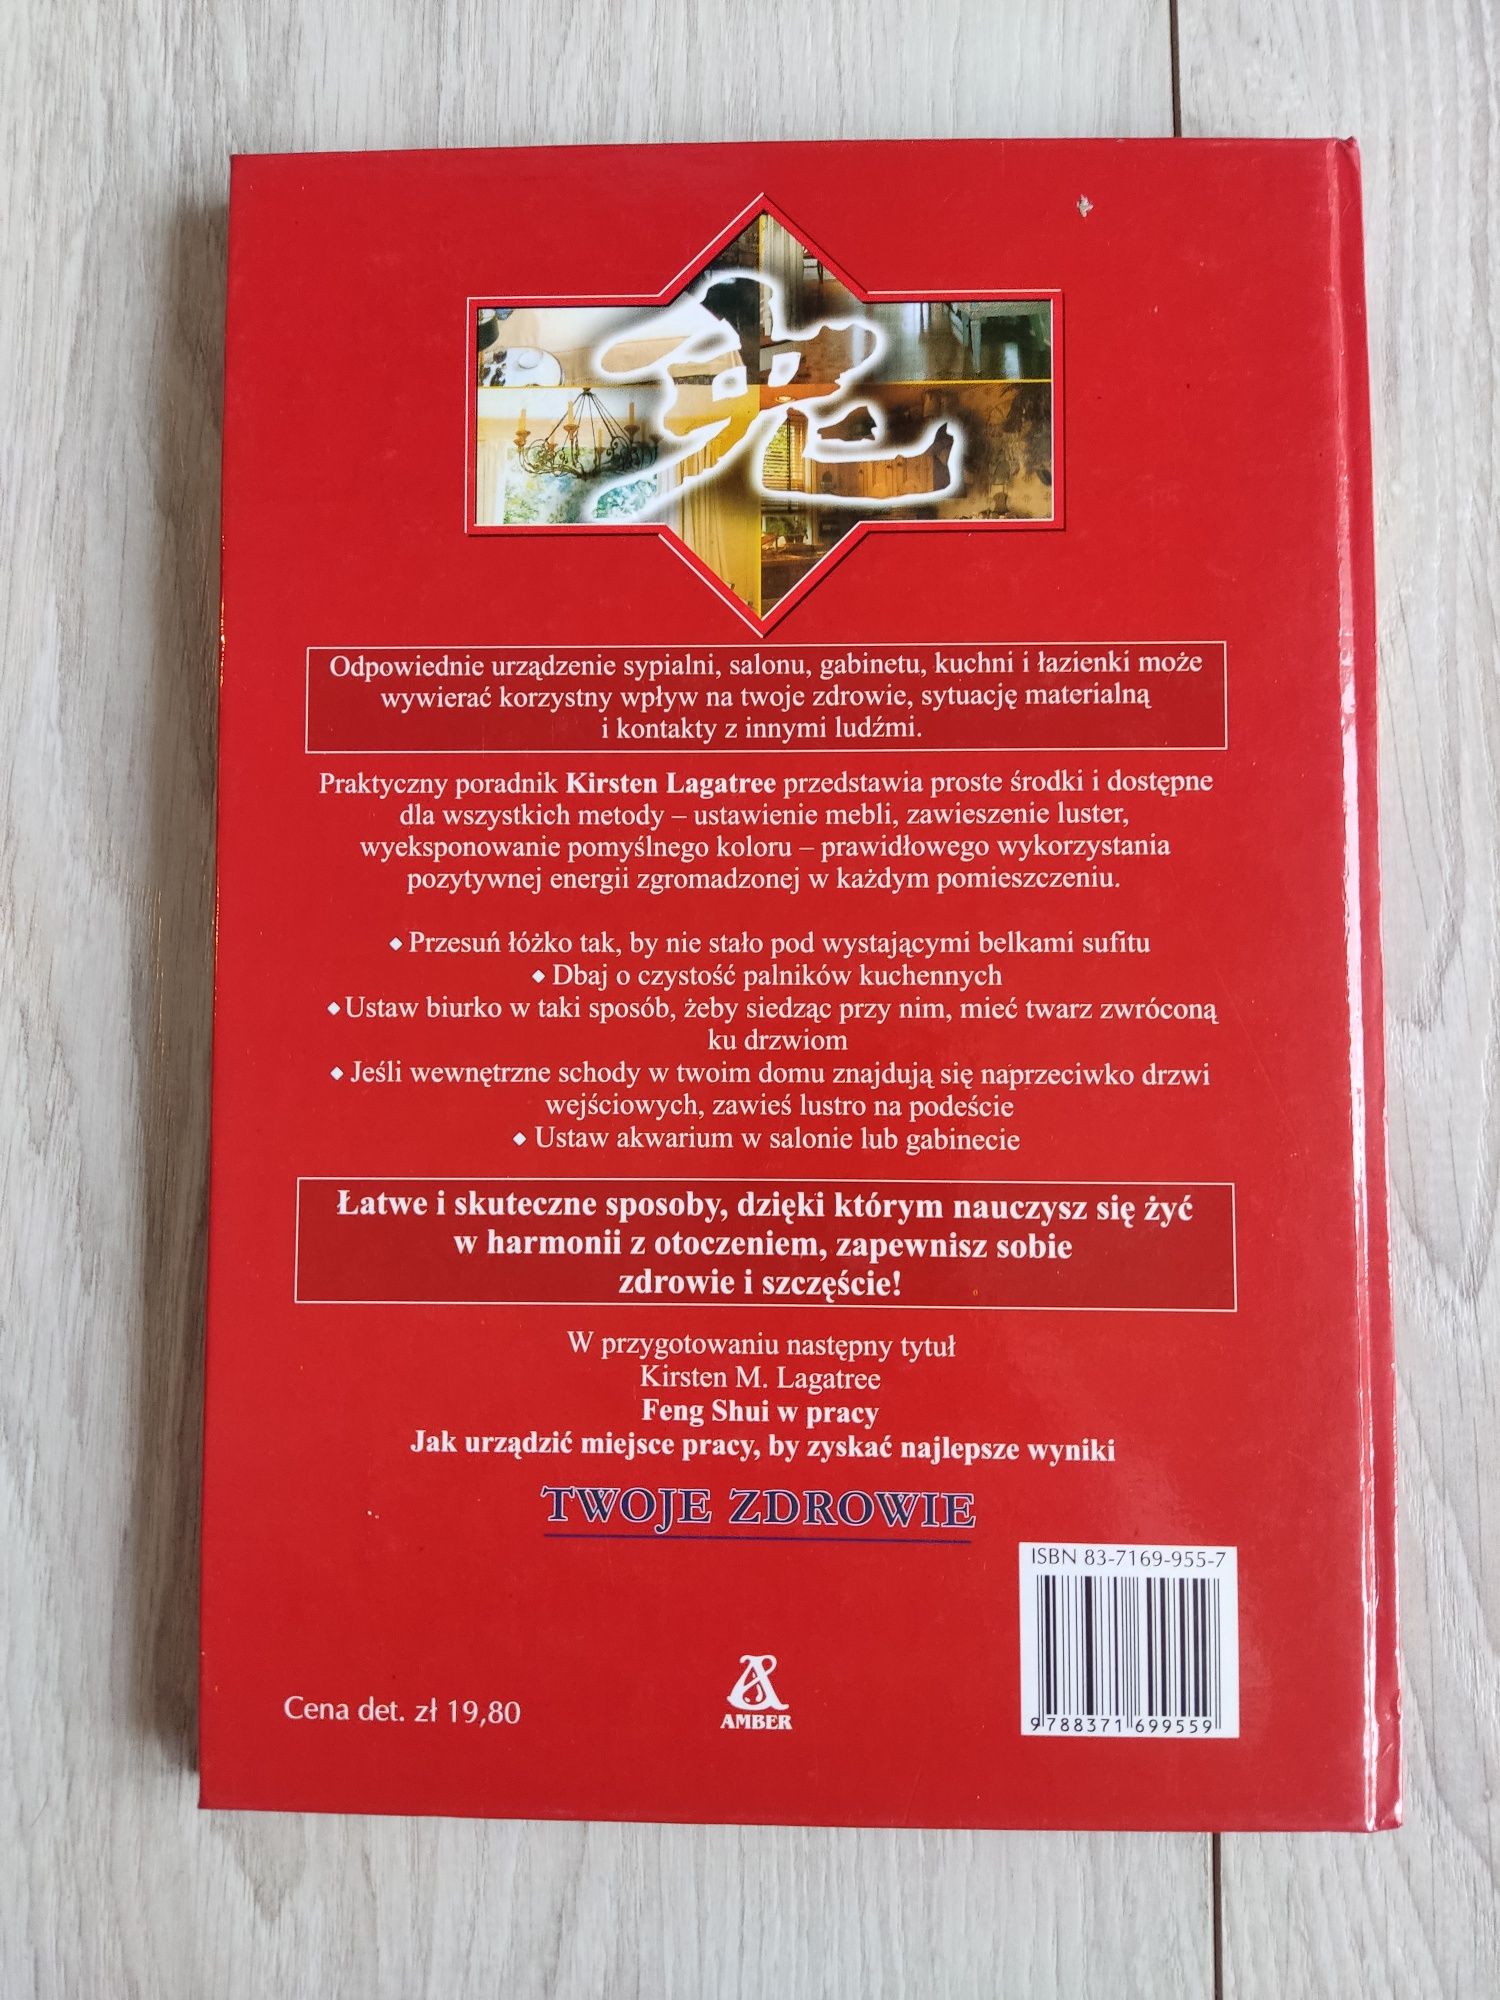 Odpowiednie urządzenie sypialni, salonu, gabinetu, kuchni i łazienki może
wywierać korzystny wpływ na twoje zdrowie, sytuację materialną
i kontakty z innymi ludźmi.
Praktyczny poradnik Kirsten Lagatree przedstawia proste środki i dostępne
dla wszystkich metody – ustawienie mebli, zawieszenie luster,
wyeksponowanie pomyślnego koloru – prawidłowego wykorzystania
pozytywnej energii zgromadzonej w każdym pomieszczeniu.
◆ Przesuń łóżko tak, by nie stało pod wystającymi belkami sufitu
◆ Dbaj o czystość palników kuchennych
◆ Ustaw biurko w taki sposób, żeby siedząc przy nim, mieć twarz zwróconą
ku drzwiom
◆ Jeśli wewnętrzne schody w twoim domu znajdują się naprzeciwko drzwi
wejściowych, zawieś lustro na podeście
◆ Ustaw akwarium w salonie lub gabinecie
Łatwe i skuteczne sposoby, dzięki którym nauczysz się żyć
w harmonii z otoczeniem, zapewnisz sobie
zdrowie i szczęście!
W przygotowaniu następny tytuł
Kirsten M. Lagatree
Feng Shui w pracy
Jak urządzić miejsce pracy, by zyskać najlepsze wyniki
TWOJE ZDROWIE
ISBN 83-7169-955-7
9 788371 699559
Cena det. zł 19,80
AMBER